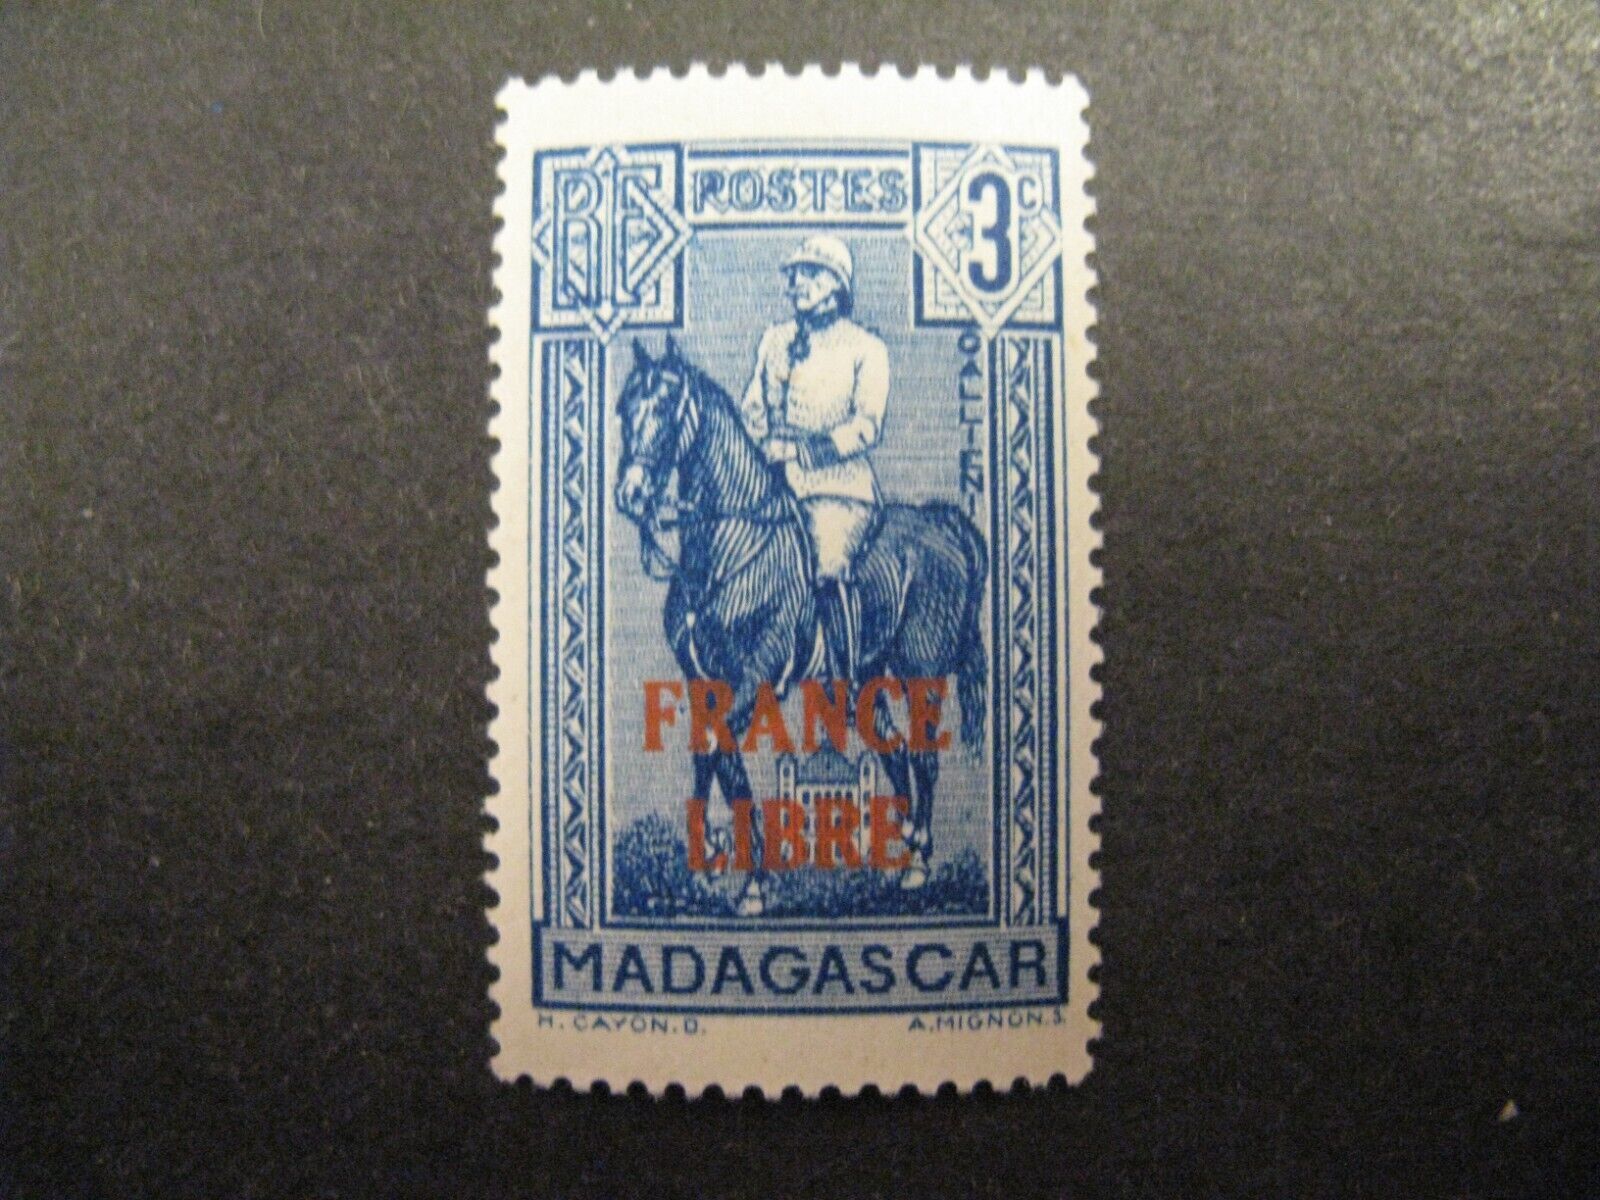 RF
POSTES
3c
GALLIENI
FRANCE
LIBRE
MADAGASCAR
H. CAYON. D.
A. MIGNON. S.